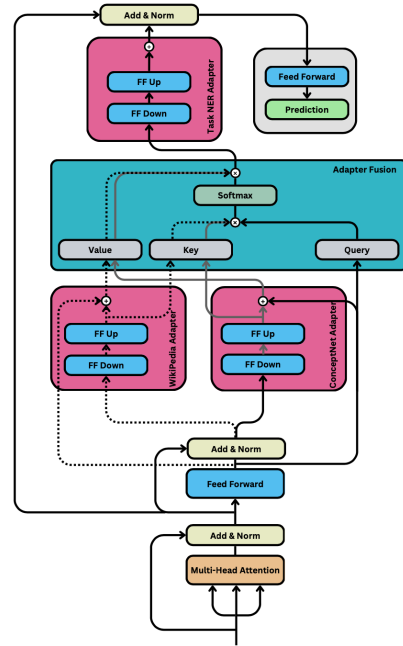 Add & Norm
Task NER Adapter
FF Up
FF Down
Feed Forward
Prediction
Adapter Fusion
Softmax
Value
Key
Query
WikiPedia Adapter
FF Up
FF Down
ConceptNet Adapter
FF Up
FF Down
Add & Norm
Feed Forward
Add & Norm
Multi-Head Attention